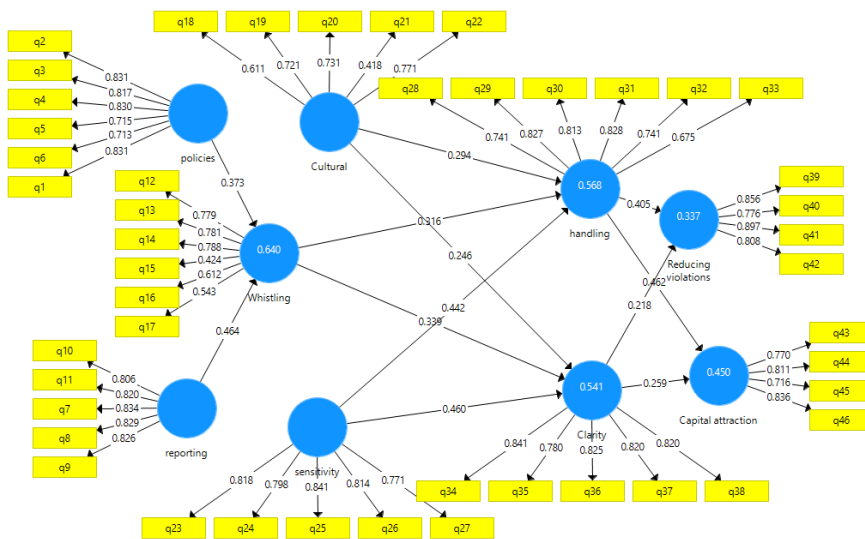 q18
q19
q20
q21
q22
q2
q3
q4
q5
q6
q1
0.831
0.817
0.830
0.715
0.713
0.831
policies
0.611
0.721
0.731
0.418
0.771
Cultural
q28
q29
q30
q31
q32
q33
0.741
0.827
0.813
0.828
0.741
0.675
0.568
handling
0.373
0.294
0.316
0.246
0.405
q12
q13
q14
q15
q16
q17
0.779
0.781
0.788
0.424
0.612
0.543
0.640
Whistling
q39
q40
q41
q42
0.856
0.776
0.897
0.808
0.337
Reducing
violations
0.462
0.218
0.442
0.339
0.464
q10
q11
q7
q8
q9
0.806
0.820
0.834
0.829
0.826
reporting
0.460
0.259
q43
q44
q45
q46
0.770
0.811
0.716
0.836
0.450
Capital attraction
0.541
Clarity
sensitivity
0.818
0.798
0.841
0.814
0.771
q23
q24
q25
q26
q27
0.841
0.780
0.825
0.820
0.820
q34
q35
q36
q37
q38